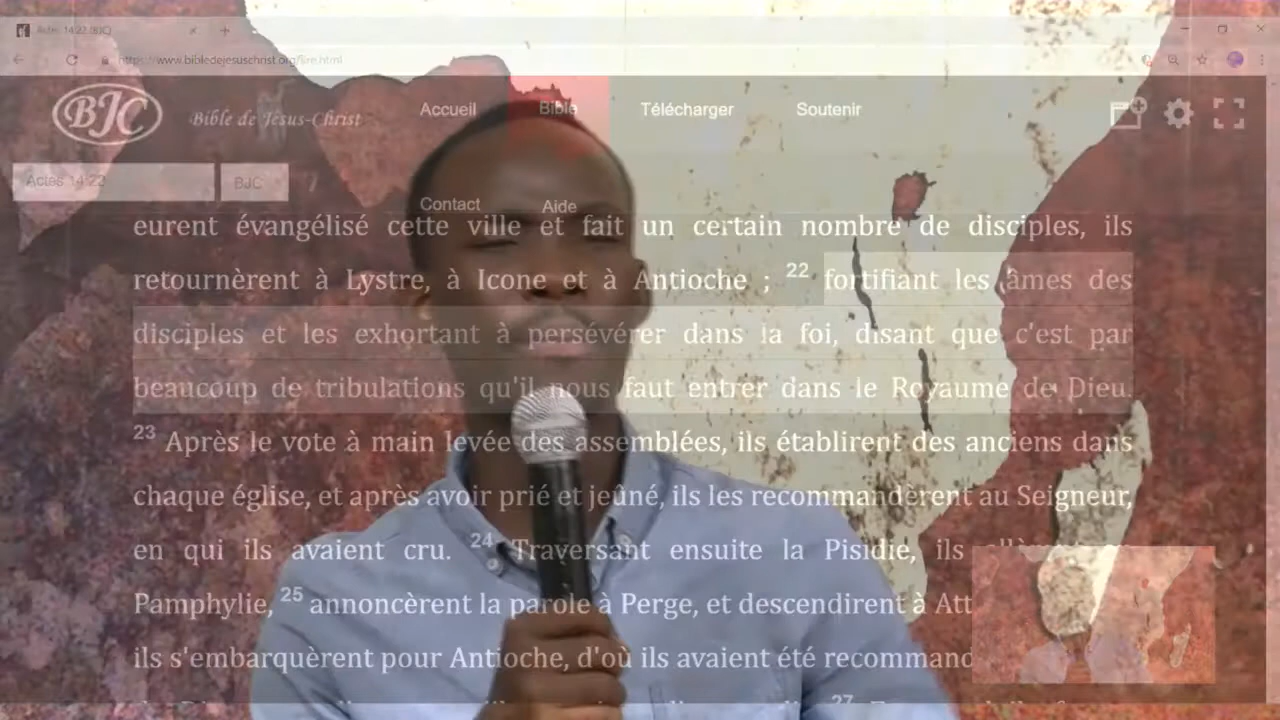 Actes 14:22 (BJC)
https://www.bibledejesuschrist.org/lire.html
BJC
Bible de Jésus-Christ
Accueil
Bible
Télécharger
Soutenir
Actes 14:22
BJC
Contact
Aide
eurent évangélisé cette ville et fait un certain nombre de disciples, ils
retournèrent à Lystre, à Icone et à Antioche ; 22 fortifiant les âmes des
disciples et les exhortant à persévérer dans la foi, disant que c'est par
beaucoup de tribulations qu'il nous faut entrer dans le Royaume de Dieu.
23 Après le vote à main levée des assemblées, ils établirent des anciens dans
chaque église, et après avoir prié et jeûné, ils les recommandèrent au Seigneur,
en qui ils avaient cru. 24 Traversant ensuite la Pisidie, ils
Pamphylie, 25 annoncèrent la parole à Perge, et descendirent à Att
ils s'embarquèrent pour Antioche, d'où ils avaient été recommand
27